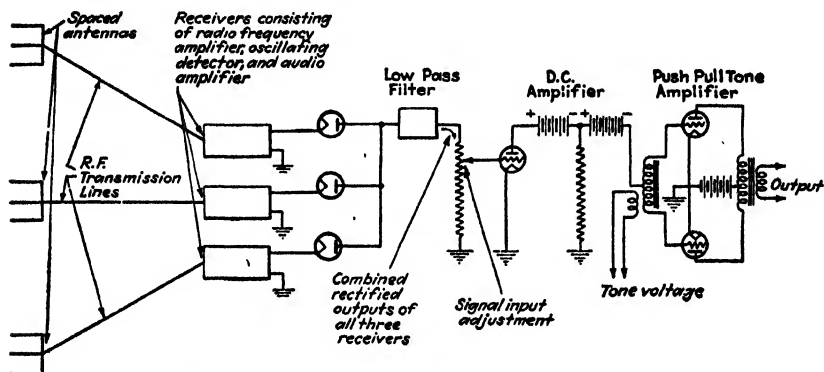 Spaced
antennas
Receivers consisting
of radio frequency
amplifier, oscillating
detector, and audio
amplifier
Low Pass
Filter
D.C.
Amplifier
Push Pull Tone
Amplifier
+
-
+
-
R.F.
Transmission
Lines
Output
Combined
rectified
outputs of
all three
receivers
Signal input
adjustment
Tone voltage